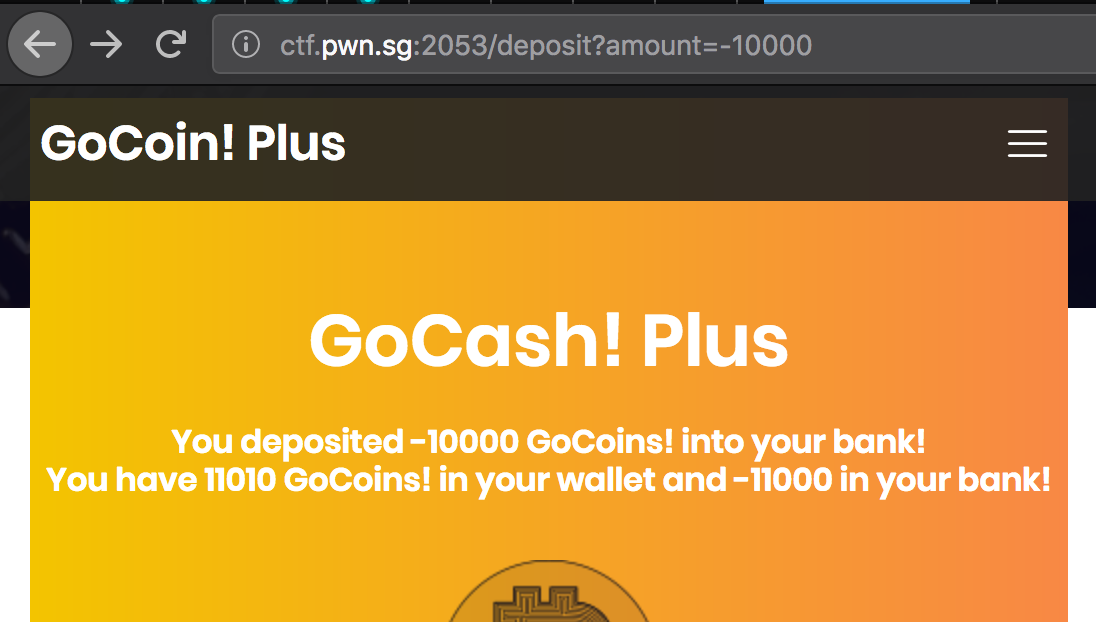 ctf.pwn.sg:2053/deposit?amount=-10000
GoCoin! Plus
GoCash! Plus
You deposited -10000 GoCoins! into your bank!
You have 11010 GoCoins! in your wallet and -11000 in your bank!